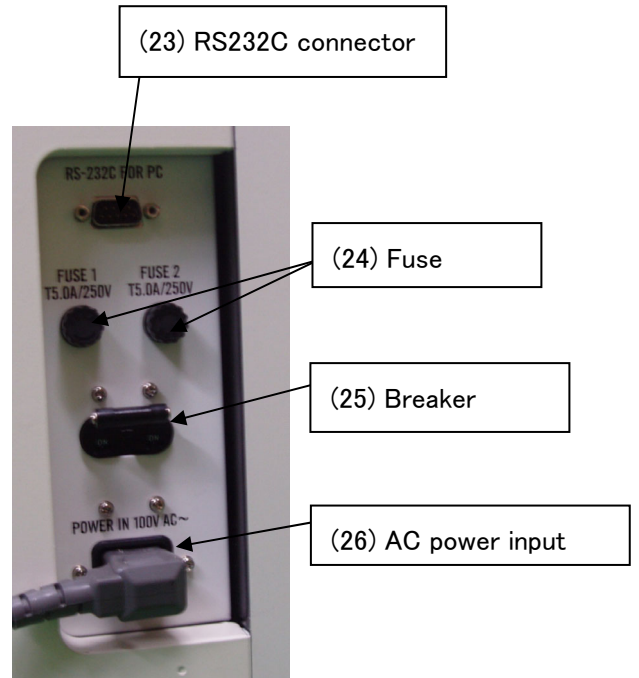 (23) RS232C connector
RS-232C FOR PC
FUSE 1
T5.0A/250V
FUSE 2
T5.0A/250V
(24) Fuse
(25) Breaker
POWER IN 100V AC～
(26) AC power input